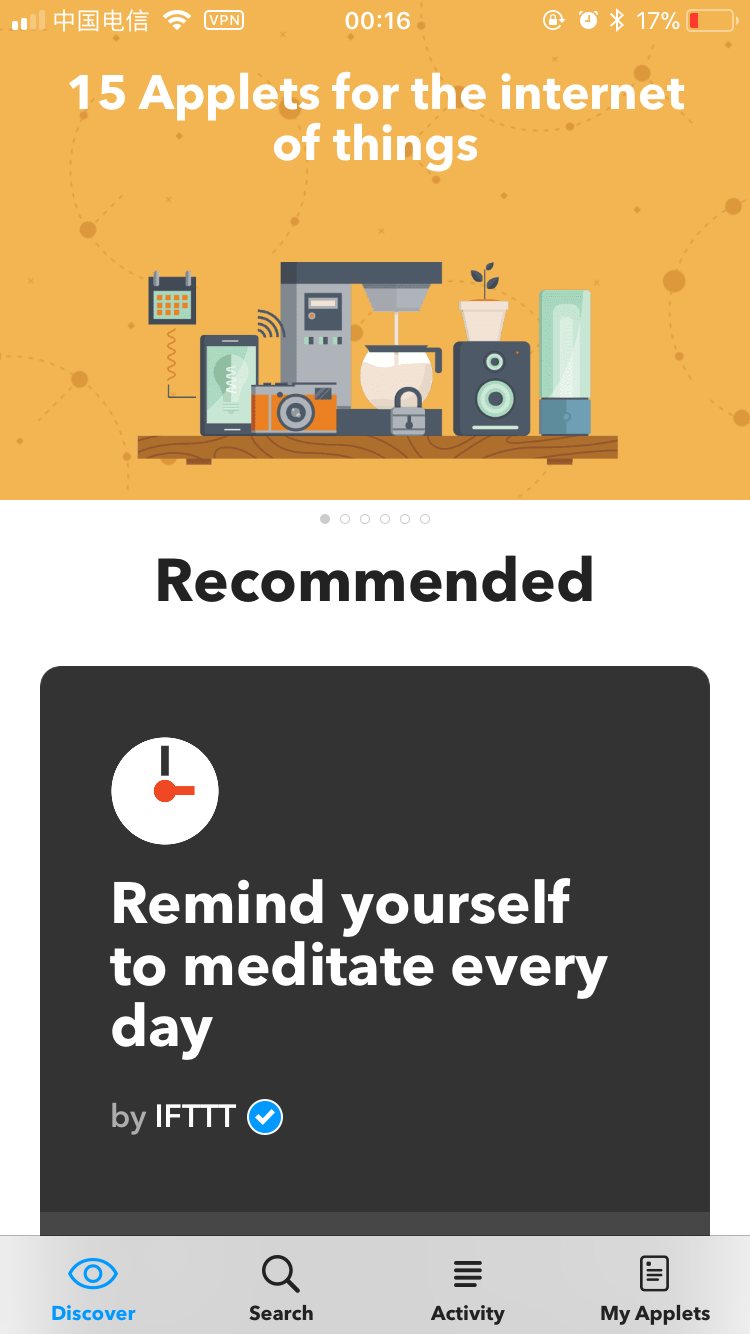 中国电信 VPN 00:16 17%
15 Applets for the internet
of things
Recommended
Remind yourself
to meditate every
day
by IFTTT
Discover Search Activity My Applets